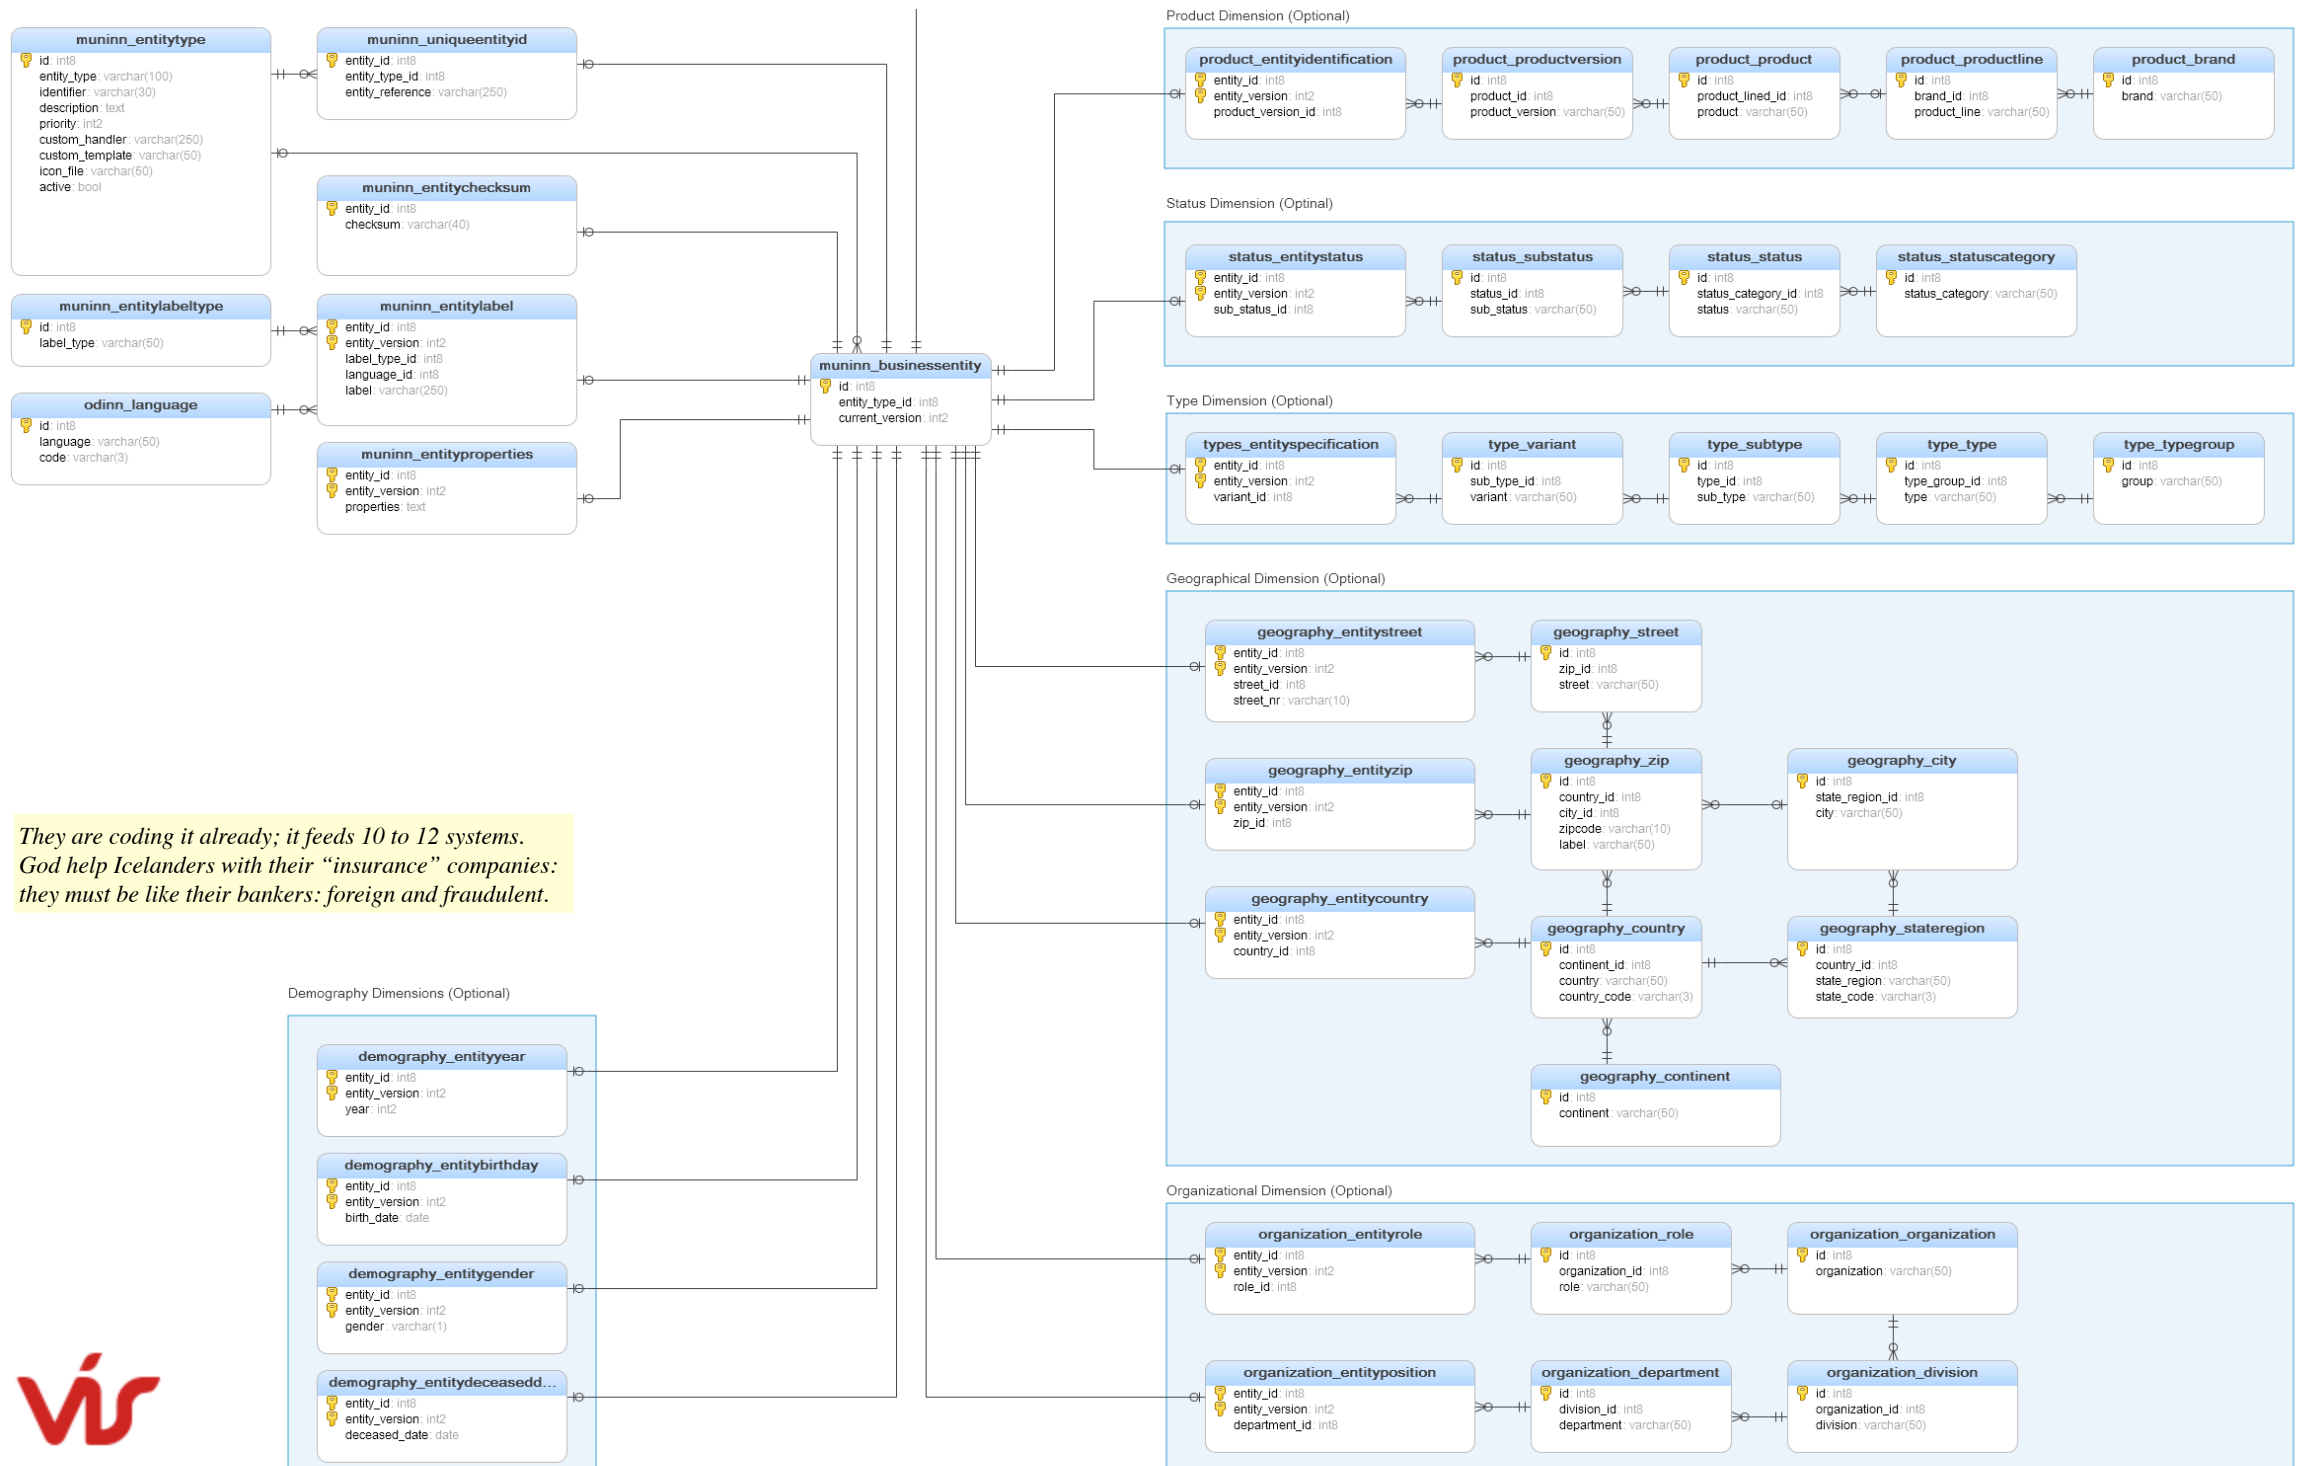 muninn_entitytype
id: int8
entity_type: varchar(100)
identifier: varchar(30)
description: text
priority: int2
custom_handler: varchar(250)
custom_template: varchar(50)
icon_file: varchar(50)
active: bool
muninn_uniqueentityid
entity_id: int8
entity_type_id: int8
entity_reference: varchar(250)
muninn_entitychecksum
entity_id: int8
checksum: varchar(40)
muninn_entitylabeltype
id: int8
label_type: varchar(50)
muninn_entitylabel
entity_id: int8
entity_version: int2
label_type_id: int8
language_id: int8
label: varchar(250)
odinn_language
id: int8
language: varchar(50)
code: varchar(3)
muninn_entityproperties
entity_id: int8
entity_version: int2
properties: text
muninn_businessentity
id: int8
entity_type_id: int8
current_version: int2
Product Dimension (Optional)
product_entityidentification
entity_id: int8
entity_version: int2
product_version_id: int8
product_productversion
id: int8
product_id: int8
product_version: varchar(50)
product_product
id: int8
product_lined_id: int8
product: varchar(50)
product_productline
id: int8
brand_id: int8
product_line: varchar(50)
product_brand
id: int8
brand: varchar(50)
Status Dimension (Optinal)
status_entitystatus
entity_id: int8
entity_version: int2
sub_status_id: int8
status_substatus
id: int8
status_id: int8
sub_status: varchar(50)
status_status
id: int8
status_category_id: int8
status: varchar(50)
status_statuscategory
id: int8
status_category: varchar(50)
Type Dimension (Optional)
types_entityspecification
entity_id: int8
entity_version: int2
variant_id: int8
type_variant
id: int8
sub_type_id: int8
variant: varchar(50)
type_subtype
id: int8
type_id: int8
sub_type: varchar(50)
type_type
id: int8
type_group_id: int8
type: varchar(50)
type_typegroup
id: int8
group: varchar(50)
Geographical Dimension (Optional)
geography_entitystreet
entity_id: int8
entity_version: int2
street_id: int8
street_nr: varchar(10)
geography_street
id: int8
zip_id: int8
street: varchar(50)
geography_entityzip
entity_id: int8
entity_version: int2
zip_id: int8
geography_zip
id: int8
country_id: int8
city_id: int8
zipcode: varchar(10)
label: varchar(50)
geography_city
id: int8
state_region_id: int8
city: varchar(50)
geography_entitycountry
entity_id: int8
entity_version: int2
country_id: int8
geography_country
id: int8
continent_id: int8
country: varchar(50)
country_code: varchar(3)
geography_stateregion
id: int8
country_id: int8
state_region: varchar(50)
state_code: varchar(3)
geography_continent
id: int8
continent: varchar(50)
They are coding it already; it feeds 10 to 12 systems.
God help Icelanders with their “insurance” companies:
they must be like their bankers: foreign and fraudulent.
Demography Dimensions (Optional)
demography_entityyear
entity_id: int8
entity_version: int2
year: int2
demography_entitybirthday
entity_id: int8
entity_version: int2
birth_date: date
demography_entitygender
entity_id: int8
entity_version: int2
gender: varchar(1)
demography_entitydeceasedd...
entity_id: int8
entity_version: int2
deceased_date: date
Organizational Dimension (Optional)
organization_entityrole
entity_id: int8
entity_version: int2
role_id: int8
organization_role
id: int8
organization_id: int8
role: varchar(50)
organization_organization
id: int8
organization: varchar(50)
organization_entityposition
entity_id: int8
entity_version: int2
department_id: int8
organization_department
id: int8
division_id: int8
department: varchar(50)
organization_division
id: int8
organization_id: int8
division: varchar(50)
vís